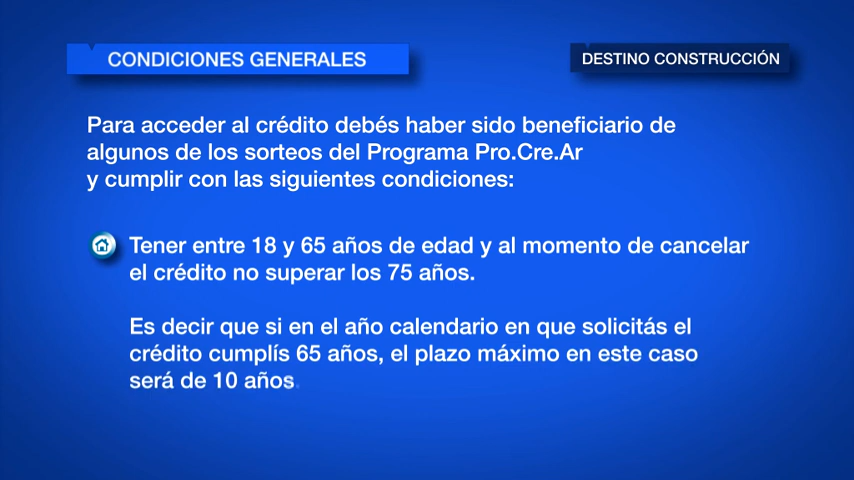 CONDICIONES GENERALES
DESTINO CONSTRUCCIÓN
Para acceder al crédito debés haber sido beneficiario de
algunos de los sorteos del Programa Pro.Cre.Ar
y cumplir con las siguientes condiciones:
Tener entre 18 y 65 años de edad y al momento de cancelar
el crédito no superar los 75 años.
Es decir que si en el año calendario en que solicitás el
crédito cumplís 65 años, el plazo máximo en este caso
será de 10 años.